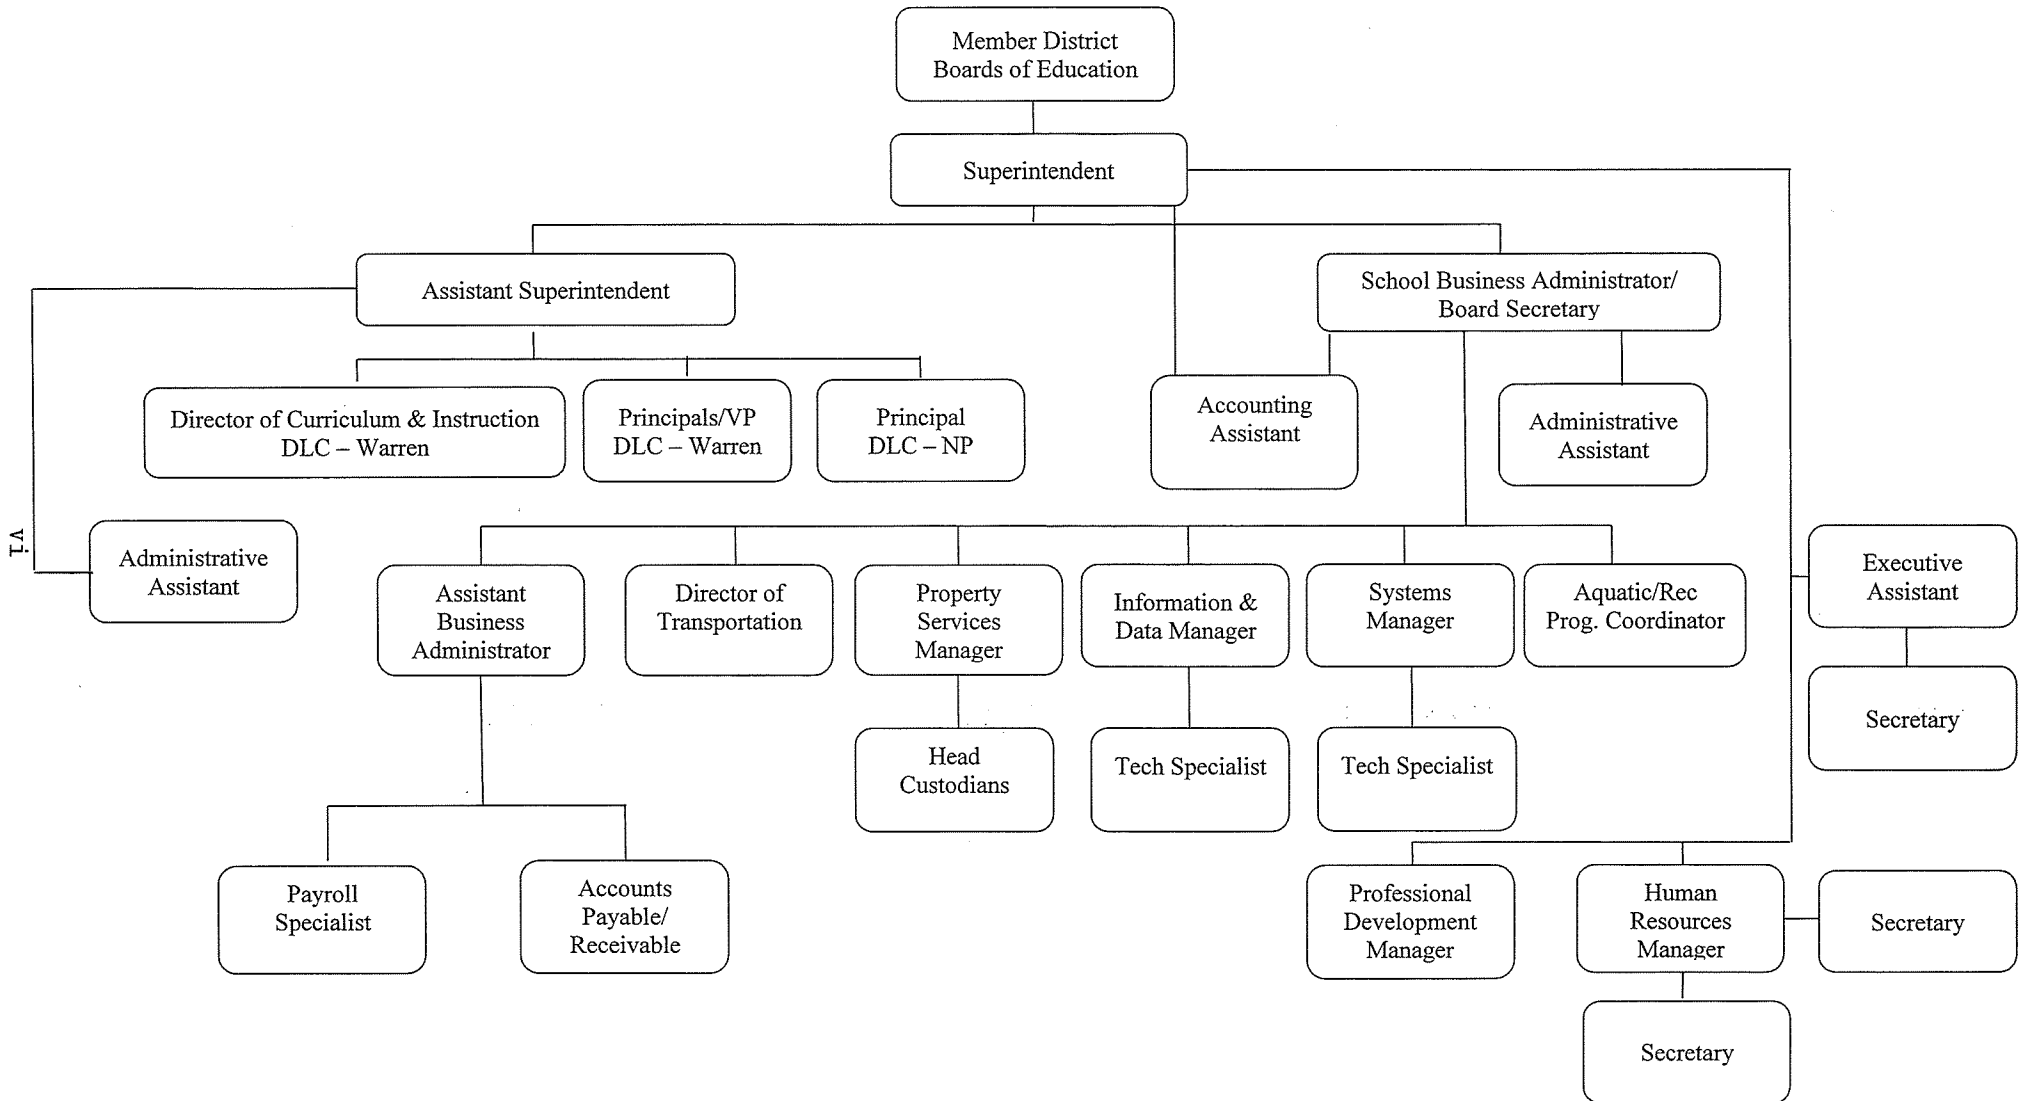 Member District
Boards of Education
Superintendent
Assistant Superintendent
School Business Administrator/
Board Secretary
Director of Curriculum & Instruction
DLC – Warren
Principals/VP
DLC – Warren
Principal
DLC – NP
Accounting
Assistant
Administrative
Assistant
vi
Administrative
Assistant
Assistant
Business
Administrator
Director of
Transportation
Property
Services
Manager
Information &
Data Manager
Systems
Manager
Aquatic/Rec
Prog. Coordinator
Executive
Assistant
Secretary
Head
Custodians
Tech Specialist
Tech Specialist
Payroll
Specialist
Accounts
Payable/
Receivable
Professional
Development
Manager
Human
Resources
Manager
Secretary
Secretary